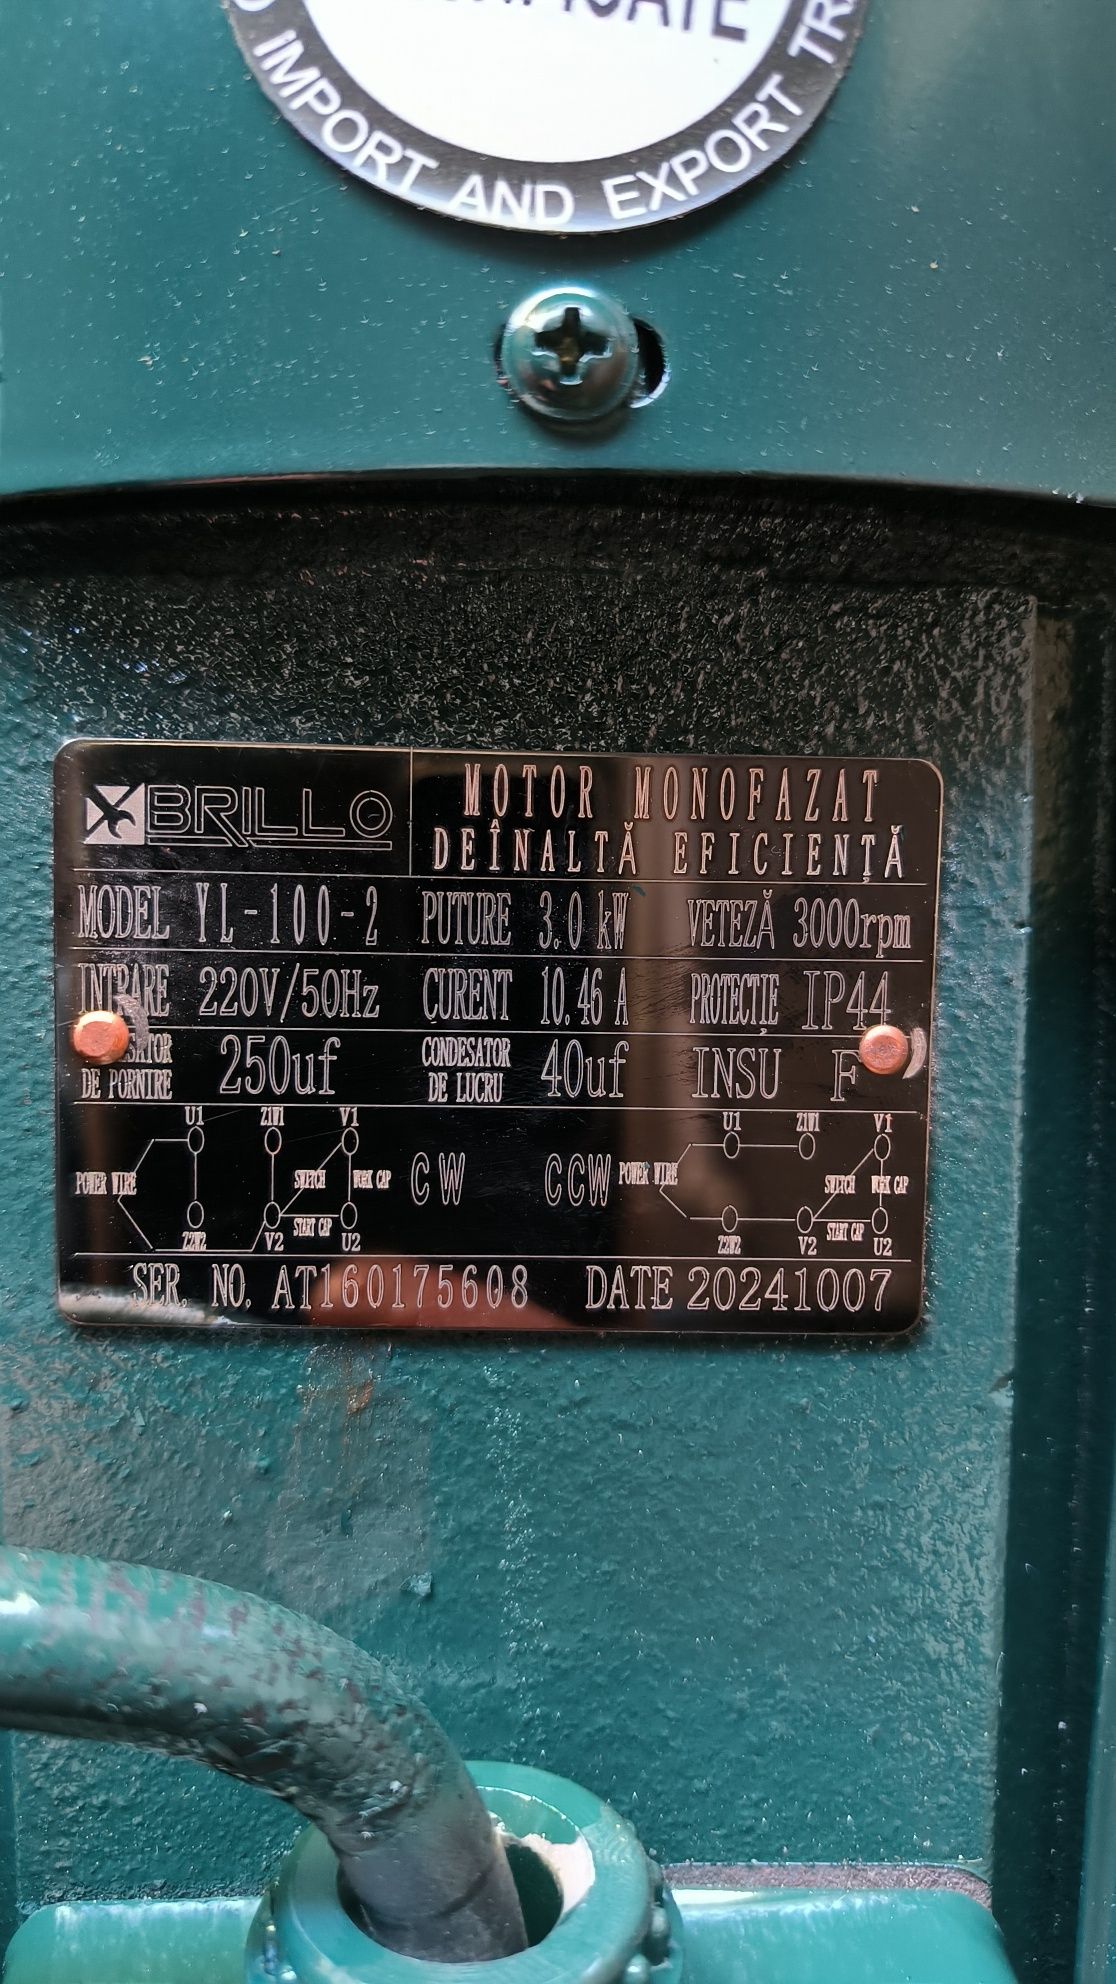 IMPORT AND EXPORT
BRILLO
MOTOR MONOFAZAT
DEÎNALTĂ EFICIENȚĂ
MODEL YL-100-2 PUTURE 3.0 kW VETEZĂ 3000rpm
INTRARE 220V/50Hz CURENT 10.46 A PROTECȚIE IP44
DE PORNIRE 250uf CONDESATOR DE LUCRU 40uf INSU F
U1 Z1W1 V1 U1 Z1W1 V1
POWER WIRE SWITCH WORK CAP CW CCW POWER WIRE SWITCH WORK CAP
START CAP START CAP
Z2W2 V2 U2 Z2W2 V2 U2
SER. NO. AT160175608 DATE 20241007